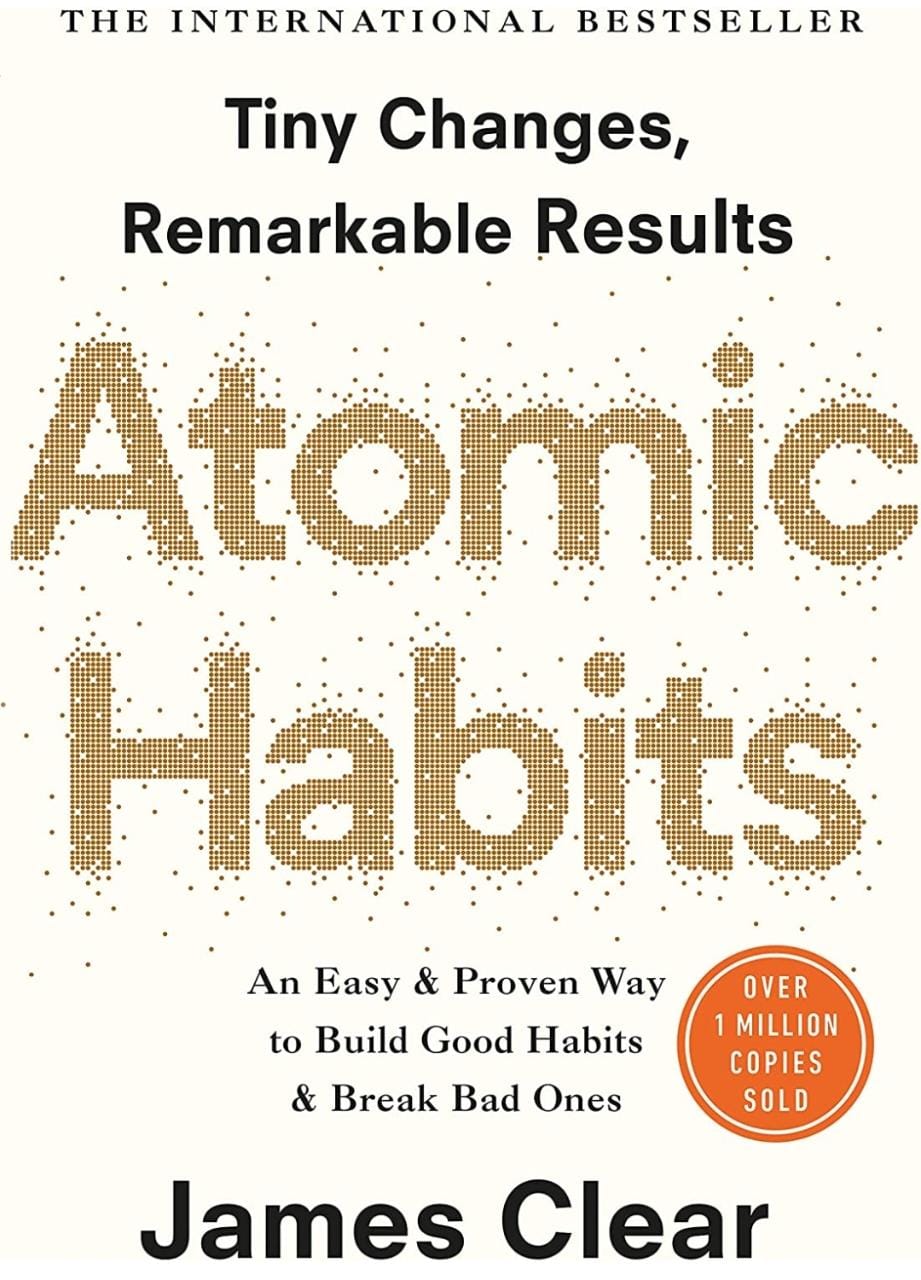 THE INTERNATIONAL BESTSELLER
Tiny Changes,
Remarkable Results
Atomic
Habits
An Easy & Proven Way
to Build Good Habits
& Break Bad Ones
OVER
1 MILLION
COPIES
SOLD
James Clear